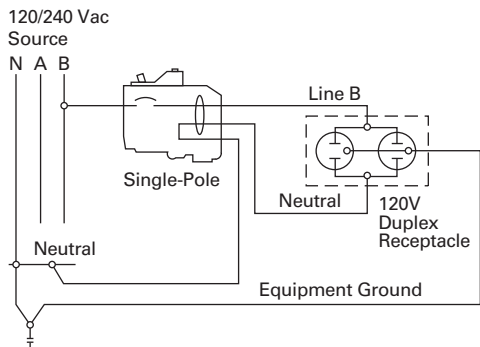 120/240 Vac
Source
N A B
Line B
Single-Pole
Neutral
120V
Duplex
Receptacle
Neutral
Equipment Ground